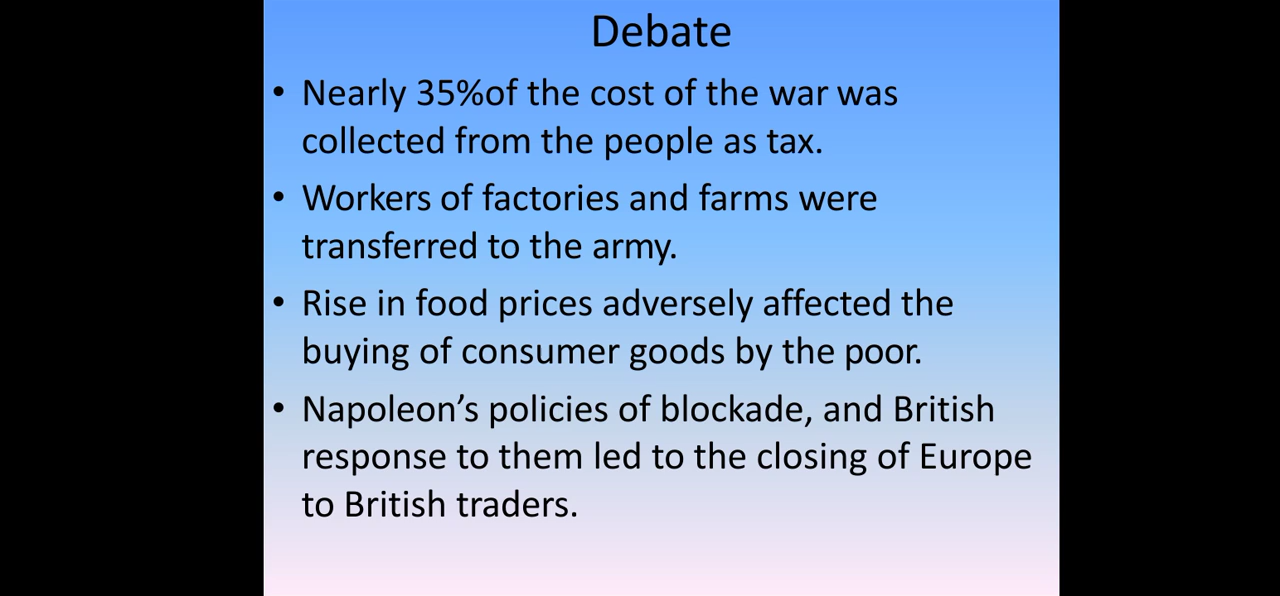 Debate
• Nearly 35%of the cost of the war was
collected from the people as tax.
• Workers of factories and farms were
transferred to the army.
• Rise in food prices adversely affected the
buying of consumer goods by the poor.
• Napoleon’s policies of blockade, and British
response to them led to the closing of Europe
to British traders.